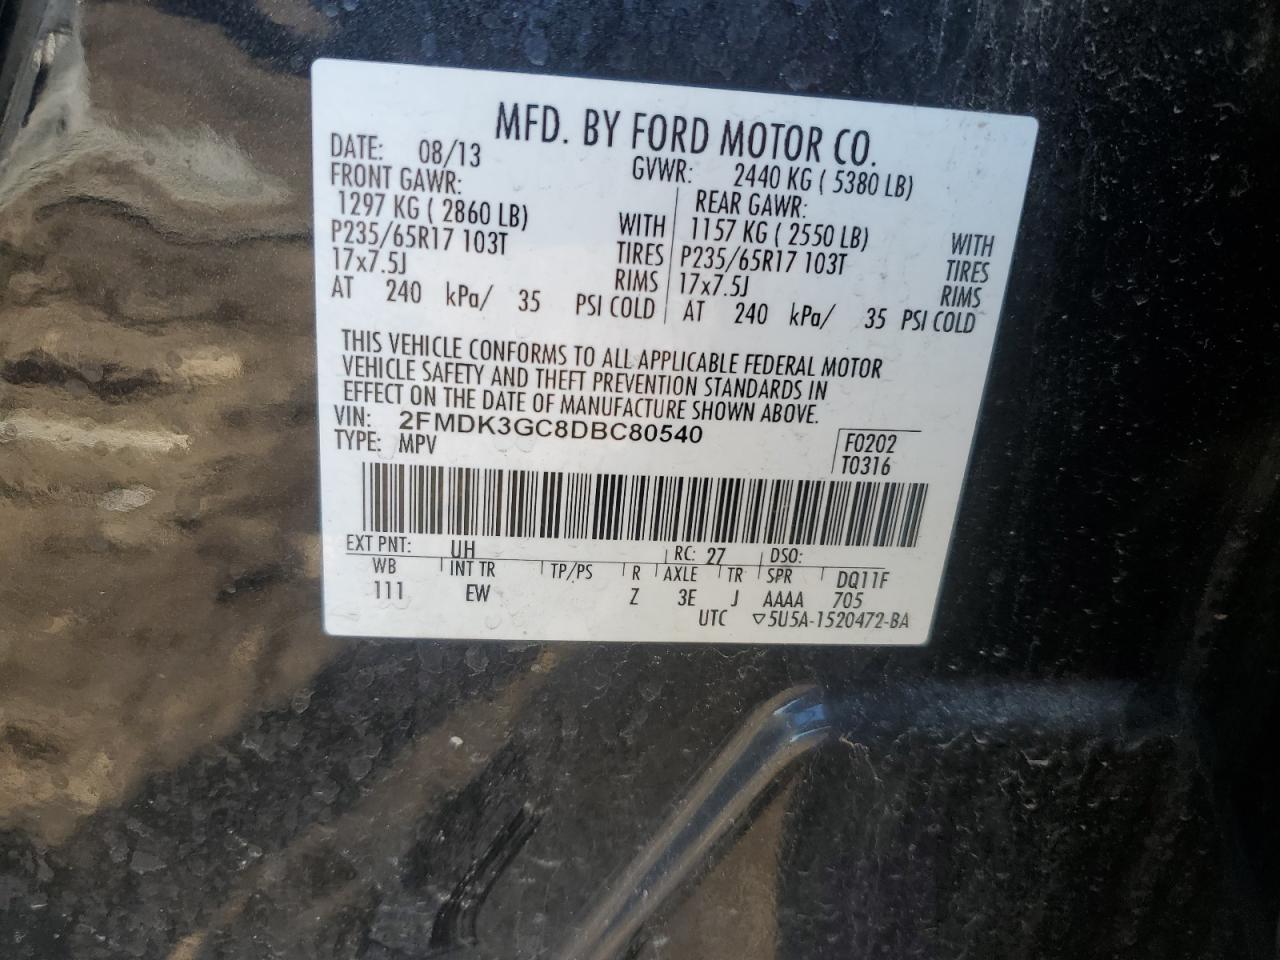 MFD. BY FORD MOTOR CO.
DATE: 08/13 GVWR: 2440 KG ( 5380 LB)
FRONT GAWR: REAR GAWR:
1297 KG ( 2860 LB) WITH 1157 KG ( 2550 LB) WITH
P235/65R17 103T TIRES P235/65R17 103T TIRES
17x7.5J RIMS 17x7.5J RIMS
AT 240 kPa/ 35 PSI COLD AT 240 kPa/ 35 PSI COLD
THIS VEHICLE CONFORMS TO ALL APPLICABLE FEDERAL MOTOR
VEHICLE SAFETY AND THEFT PREVENTION STANDARDS IN
EFFECT ON THE DATE OF MANUFACTURE SHOWN ABOVE.
VIN: 2FMDK3GC8DBC80540
TYPE: MPV
F0202
T0316
EXT PNT: UH RC: 27 DSO:
WB INT TR TP/PS R AXLE TR SPR DQ11F
111 EW Z 3E J AAAA 705
UTC ▽5U5A-1520472-BA